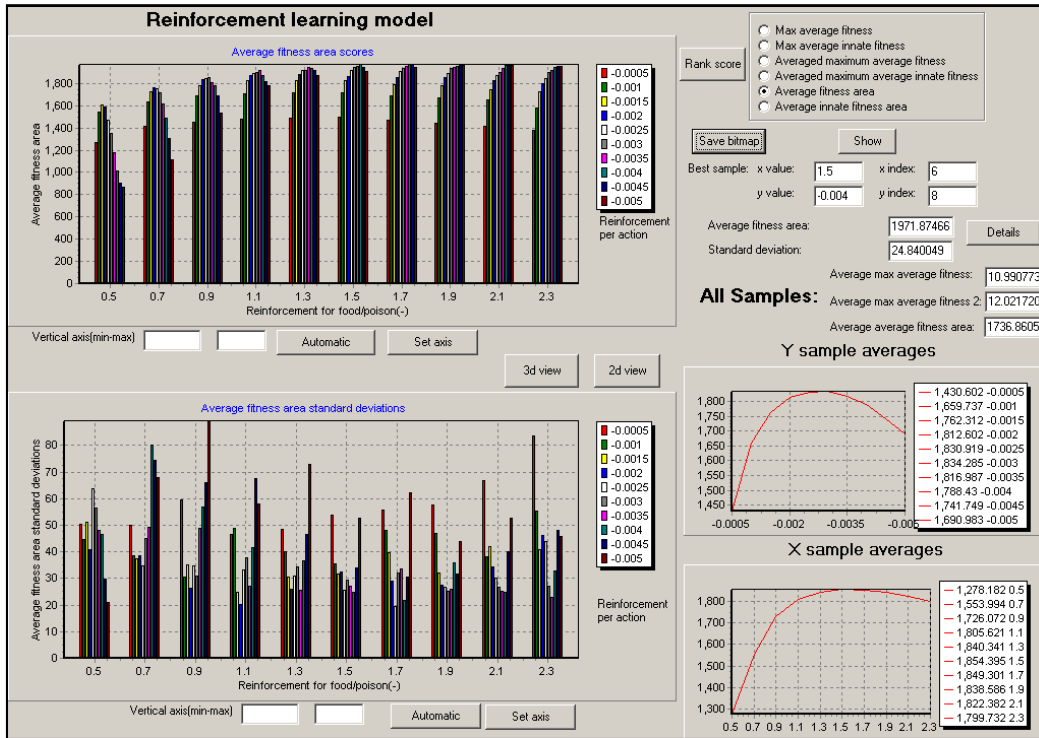 Reinforcement learning model
Average fitness area scores
Average fitness area
1,800
1,600
1,400
1,200
1,000
800
600
400
200
0
0.5 0.7 0.9 1.1 1.3 1.5 1.7 1.9 2.1 2.3
Reinforcement for food/poison(-)
-0.0005
-0.001
-0.0015
-0.002
-0.0025
-0.003
-0.0035
-0.004
-0.0045
-0.005
Reinforcement
per action
Vertical axis(min-max)
Automatic
Set axis
3d view
2d view
Average fitness area standard deviations
Average fitness area standard deviations
80
70
60
50
40
30
20
10
0
0.5 0.7 0.9 1.1 1.3 1.5 1.7 1.9 2.1 2.3
Reinforcement for food/poison(-)
-0.0005
-0.001
-0.0015
-0.002
-0.0025
-0.003
-0.0035
-0.004
-0.0045
-0.005
Reinforcement
per action
Vertical axis(min-max)
Automatic
Set axis
Rank score
Max average fitness
Max average innate fitness
Averaged maximum average fitness
Averaged maximum average innate fitness
Average fitness area
Average innate fitness area
Save bitmap
Show
Best sample: x value: 1.5 x index: 6
y value: -0.004 y index: 8
Average fitness area: 1971.87466
Standard deviation: 24.840049
Details
All Samples:
Average max average fitness: 10.990773
Average max average fitness 2: 12.021720
Average average fitness area: 1736.8605
Y sample averages
1,800
1,750
1,700
1,650
1,600
1,550
1,500
1,450
-0.0005 -0.002 -0.0035 -0.005
1,430.602 -0.0005
1,659.737 -0.001
1,762.312 -0.0015
1,812.602 -0.002
1,830.919 -0.0025
1,834.285 -0.003
1,816.987 -0.0035
1,788.43 -0.004
1,741.749 -0.0045
1,690.983 -0.005
X sample averages
1,800
1,700
1,600
1,500
1,400
1,300
0.5 0.7 0.9 1.1 1.3 1.5 1.7 1.9 2.1 2.3
1,278.182 0.5
1,553.994 0.7
1,726.072 0.9
1,805.621 1.1
1,840.341 1.3
1,854.395 1.5
1,849.301 1.7
1,838.586 1.9
1,822.382 2.1
1,799.732 2.3